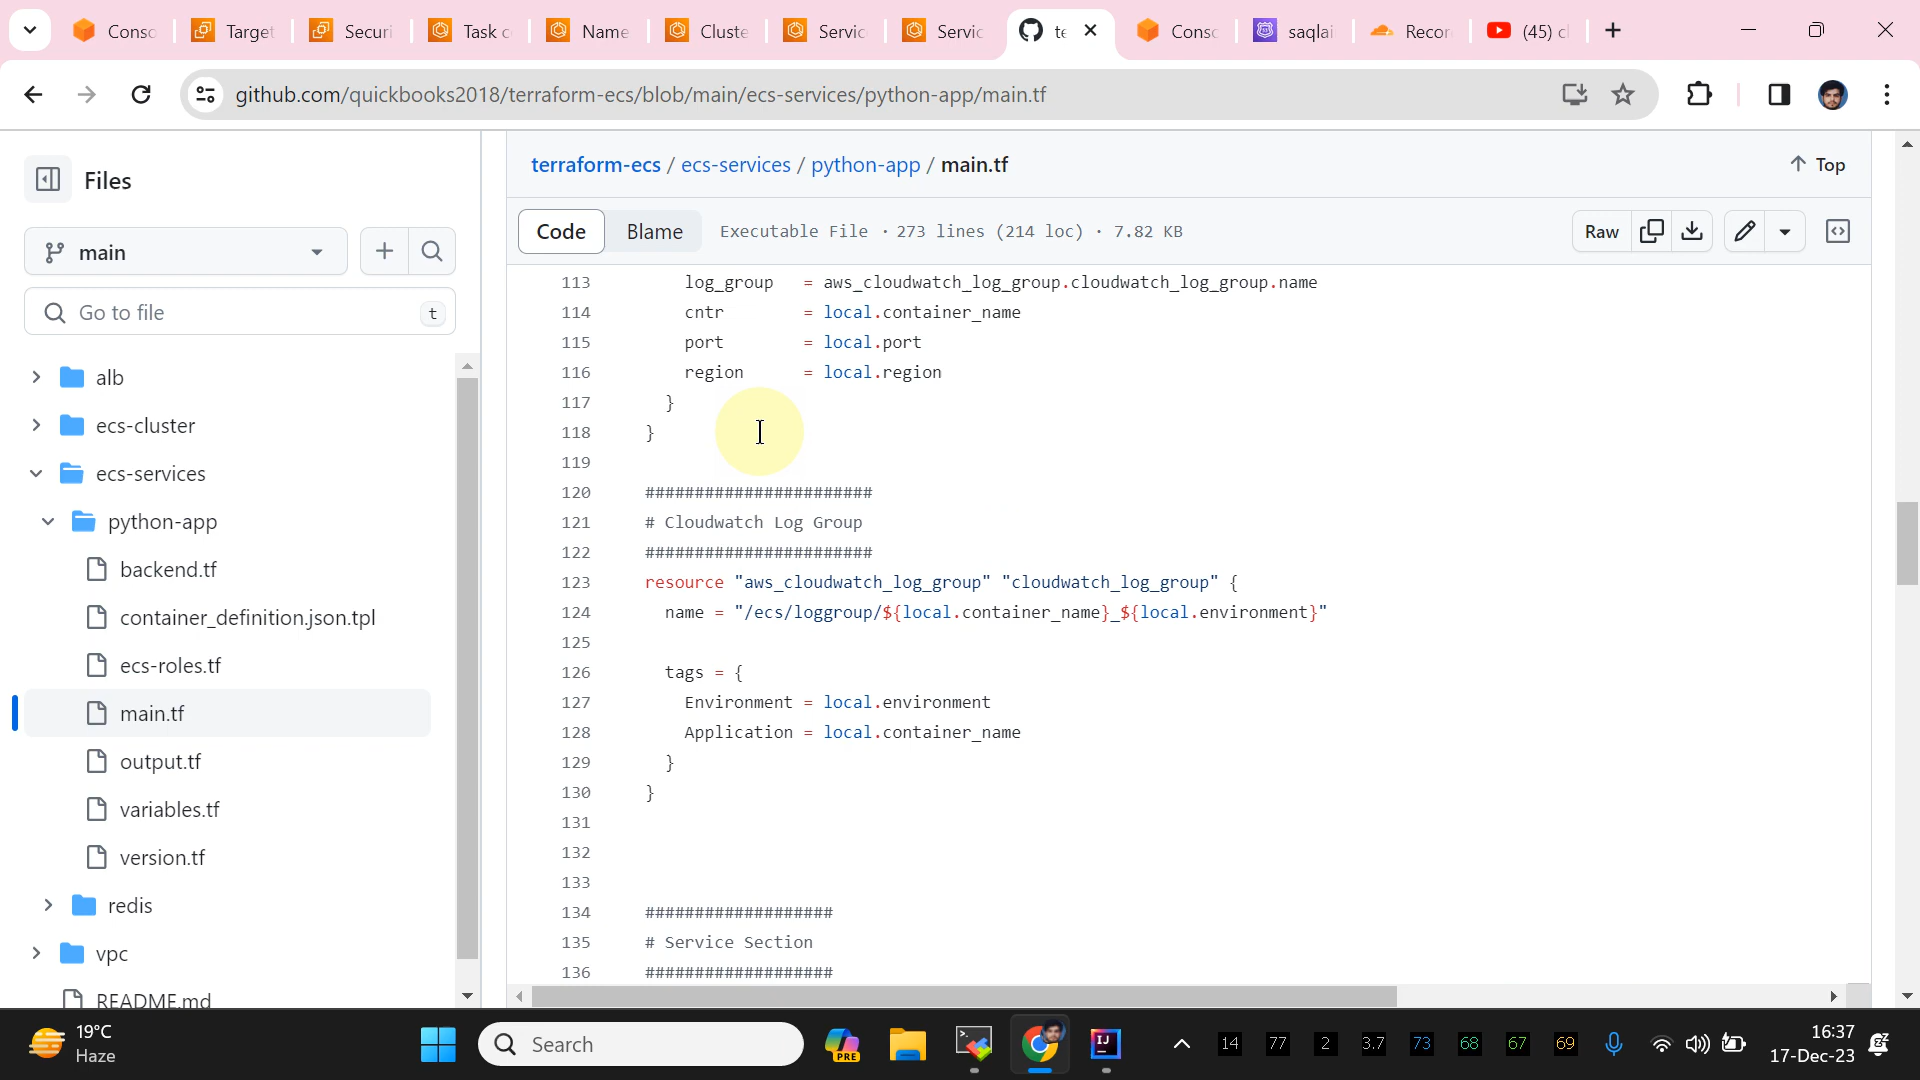 Conso
Target
Securi
Task c
Name
Cluste
Servic
Servic
te
Conso
saqlai
Recor
(45) cl
github.com/quickbooks2018/terraform-ecs/blob/main/ecs-services/python-app/main.tf
Files
main
Go to file
t
alb
ecs-cluster
ecs-services
python-app
backend.tf
container_definition.json.tpl
ecs-roles.tf
main.tf
output.tf
variables.tf
version.tf
redis
vpc
README.md
terraform-ecs / ecs-services / python-app / main.tf
Top
Code Blame Executable File · 273 lines (214 loc) · 7.82 KB
Raw
113 log_group = aws_cloudwatch_log_group.cloudwatch_log_group.name
114 cntr = local.container_name
115 port = local.port
116 region = local.region
117 }
118 }
119
120 #######################
121 # Cloudwatch Log Group
122 #######################
123 resource "aws_cloudwatch_log_group" "cloudwatch_log_group" {
124 name = "/ecs/loggroup/${local.container_name}_${local.environment}"
125
126 tags = {
127 Environment = local.environment
128 Application = local.container_name
129 }
130 }
131
132
133
134 ###################
135 # Service Section
136 ###################
19°C
Haze
Search
PRE
IJ
14 77 2 3.7 73 68 67 69
16:37
17-Dec-23